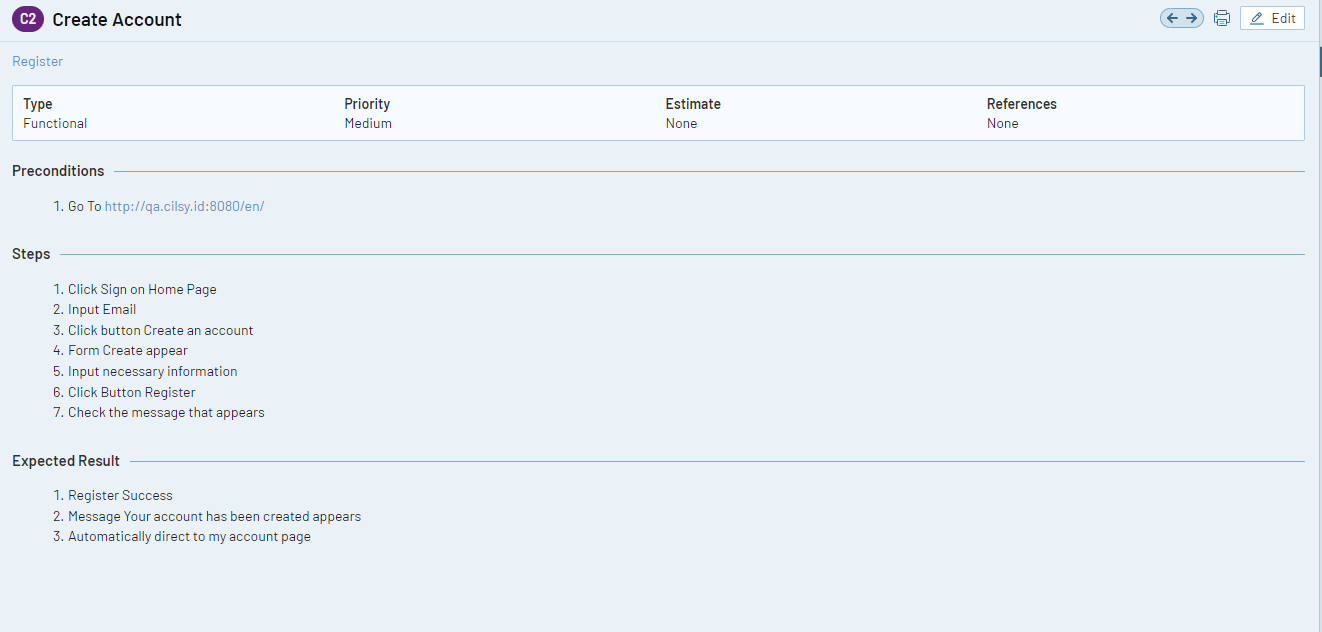 C2 Create Account Edit
Register
Type Priority Estimate References
Functional Medium None None
Preconditions
1. Go To http://qa.cilsy.id:8080/en/
Steps
1. Click Sign on Home Page
2. Input Email
3. Click button Create an account
4. Form Create appear
5. Input necessary information
6. Click Button Register
7. Check the message that appears
Expected Result
1. Register Success
2. Message Your account has been created appears
3. Automatically direct to my account page